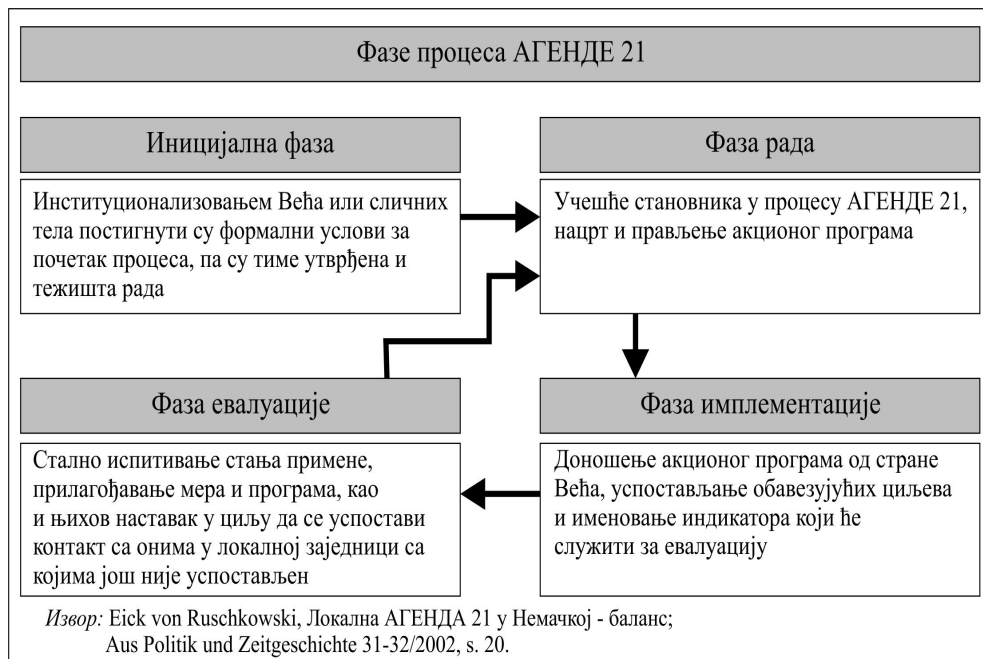 Фазе процеса АГЕНДЕ 21
Иницијална фаза
Институционализовањем Већа или сличних
тела постигнути су формални услови за
почетак процеса, па су тиме утврђена и
тежишта рада
Фаза рада
Учешће становника у процесу АГЕНДЕ 21,
нацрт и прављење акционог програма
Фаза евалуације
Стално испитивање стања примене,
прилагођавање мера и програма, као
и њихов наставак у циљу да се успостави
контакт са онима у локалној заједници са
којима још није успостављен
Фаза имплементације
Доношење акционог програма од стране
Већа, успостављање обавезујућих циљева
и именовање индикатора који ће
служити за евалуацију
Извор: Eick von Ruschkowski, Локална АГЕНДА 21 у Немачкој - баланс;
Aus Politik und Zeitgeschichte 31-32/2002, s. 20.